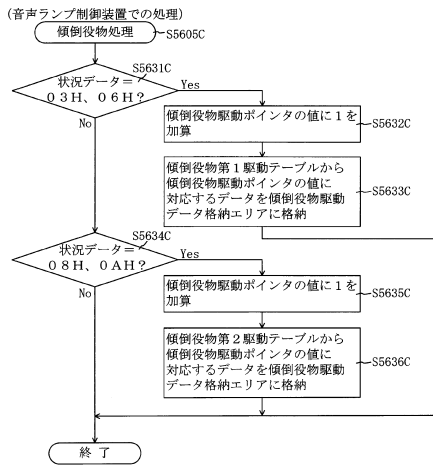 (音声ランプ制御装置での処理)
傾倒役物処理
S5605C
S5631C
状況データ=
03H、06H?
Yes
No
傾倒役物駆動ポインタの値に1を
加算
S5632C
傾倒役物第1駆動テーブルから
傾倒役物駆動ポインタの値に
対応するデータを傾倒役物駆動
データ格納エリアに格納
S5633C
S5634C
状況データ=
08H、0AH?
Yes
No
傾倒役物駆動ポインタの値に1を
加算
S5635C
傾倒役物第2駆動テーブルから
傾倒役物駆動ポインタの値に
対応するデータを傾倒役物駆動
データ格納エリアに格納
S5636C
終了